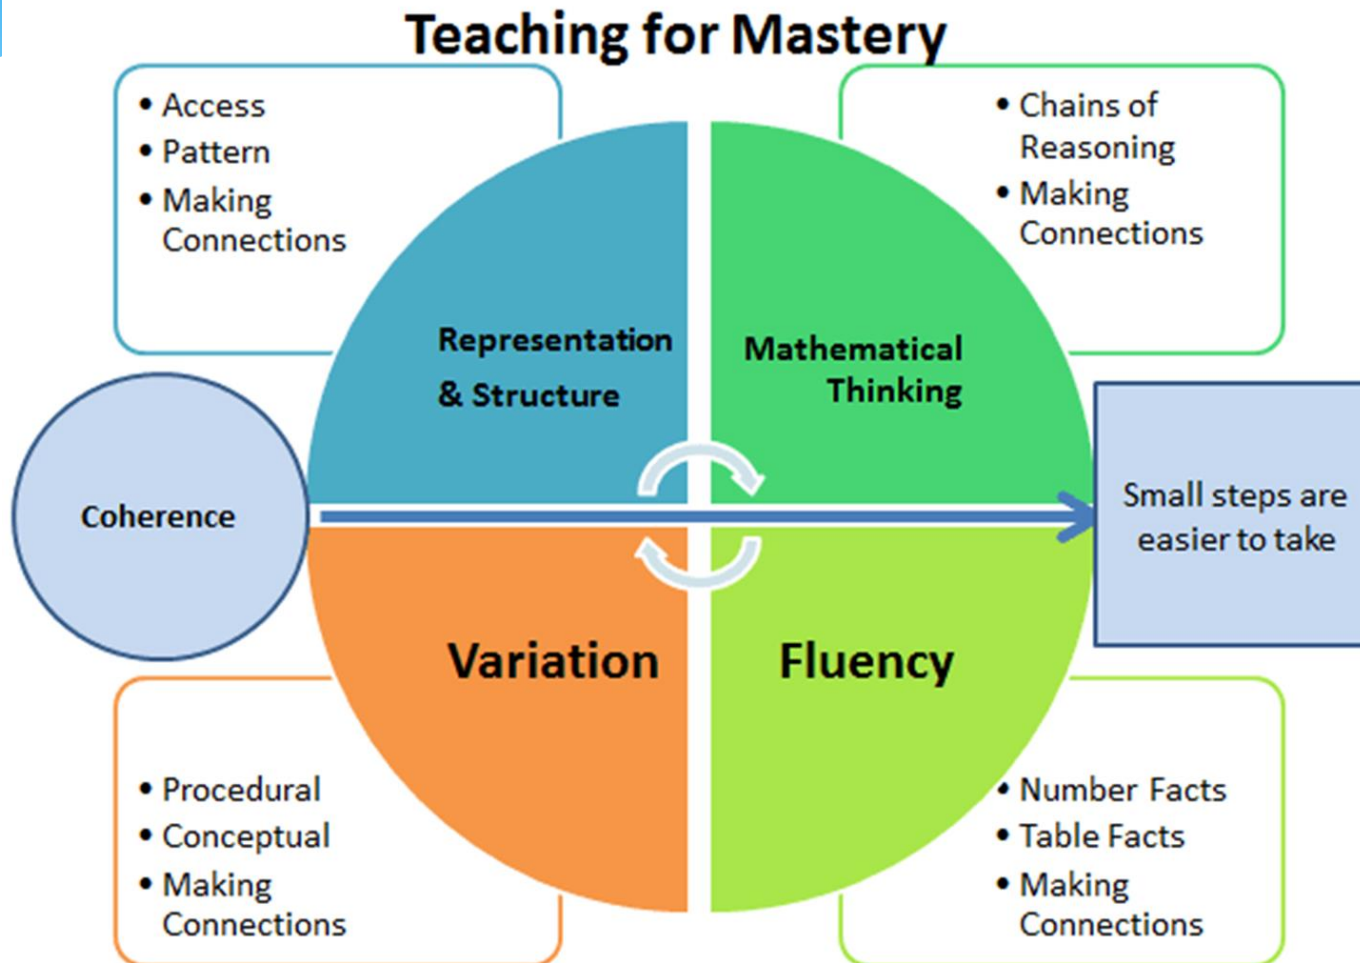 Teaching for Mastery
• Access
• Pattern
• Making
Connections
• Chains of
Reasoning
• Making
Connections
Representation
& Structure
Mathematical
Thinking
Coherence
Small steps are
easier to take
Variation
Fluency
• Procedural
• Conceptual
• Making
Connections
• Number Facts
• Table Facts
• Making
Connections